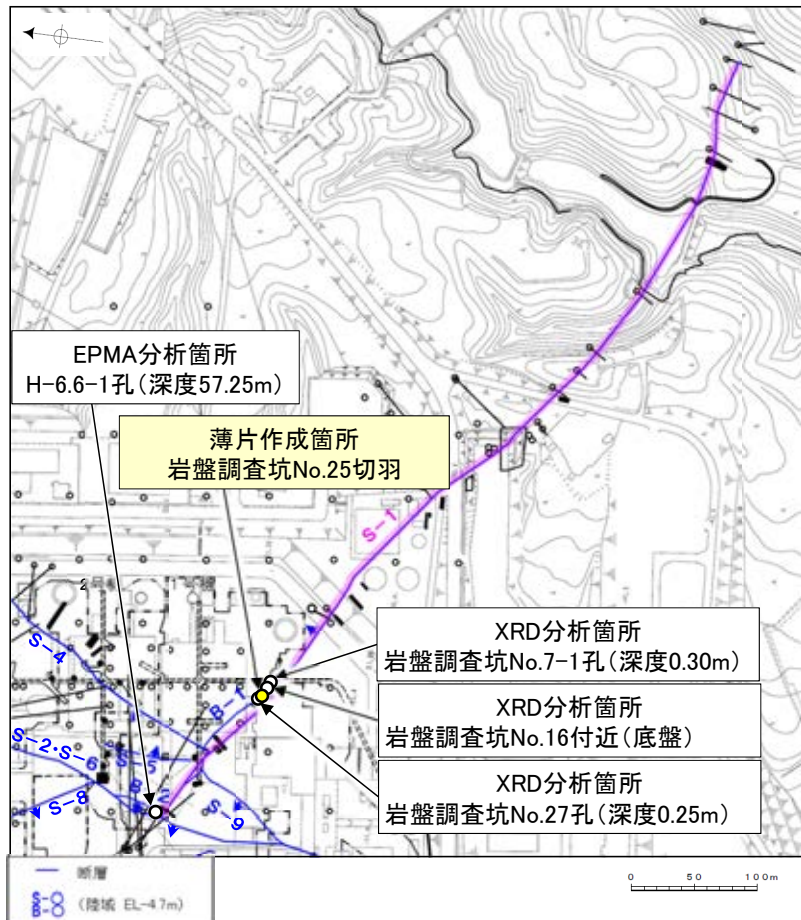 EPMA分析箇所
H-6.6-1孔(深度57.25m)
薄片作成箇所
岩盤調査坑No.25切羽
S-1
XRD分析箇所
岩盤調査坑No.7-1孔(深度0.30m)
XRD分析箇所
岩盤調査坑No.16付近(底盤)
XRD分析箇所
岩盤調査坑No.27孔(深度0.25m)
S-4
B-1
S-2・S-6
S-5
S-8
S-9
断層
S-○
B-○
(陸域 EL-4.7m)
0 50 100m